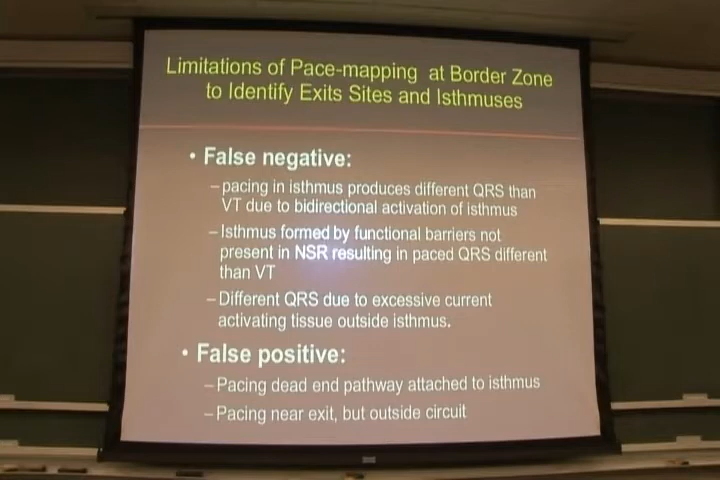 Limitations of Pace-mapping at Border Zone
to Identify Exits Sites and Isthmuses
• False negative:
–pacing in isthmus produces different QRS than
VT due to bidirectional activation of isthmus
–Isthmus formed by functional barriers not
present in NSR resulting in paced QRS different
than VT
–Different QRS due to excessive current
activating tissue outside isthmus.
• False positive:
–Pacing dead end pathway attached to isthmus
–Pacing near exit, but outside circuit